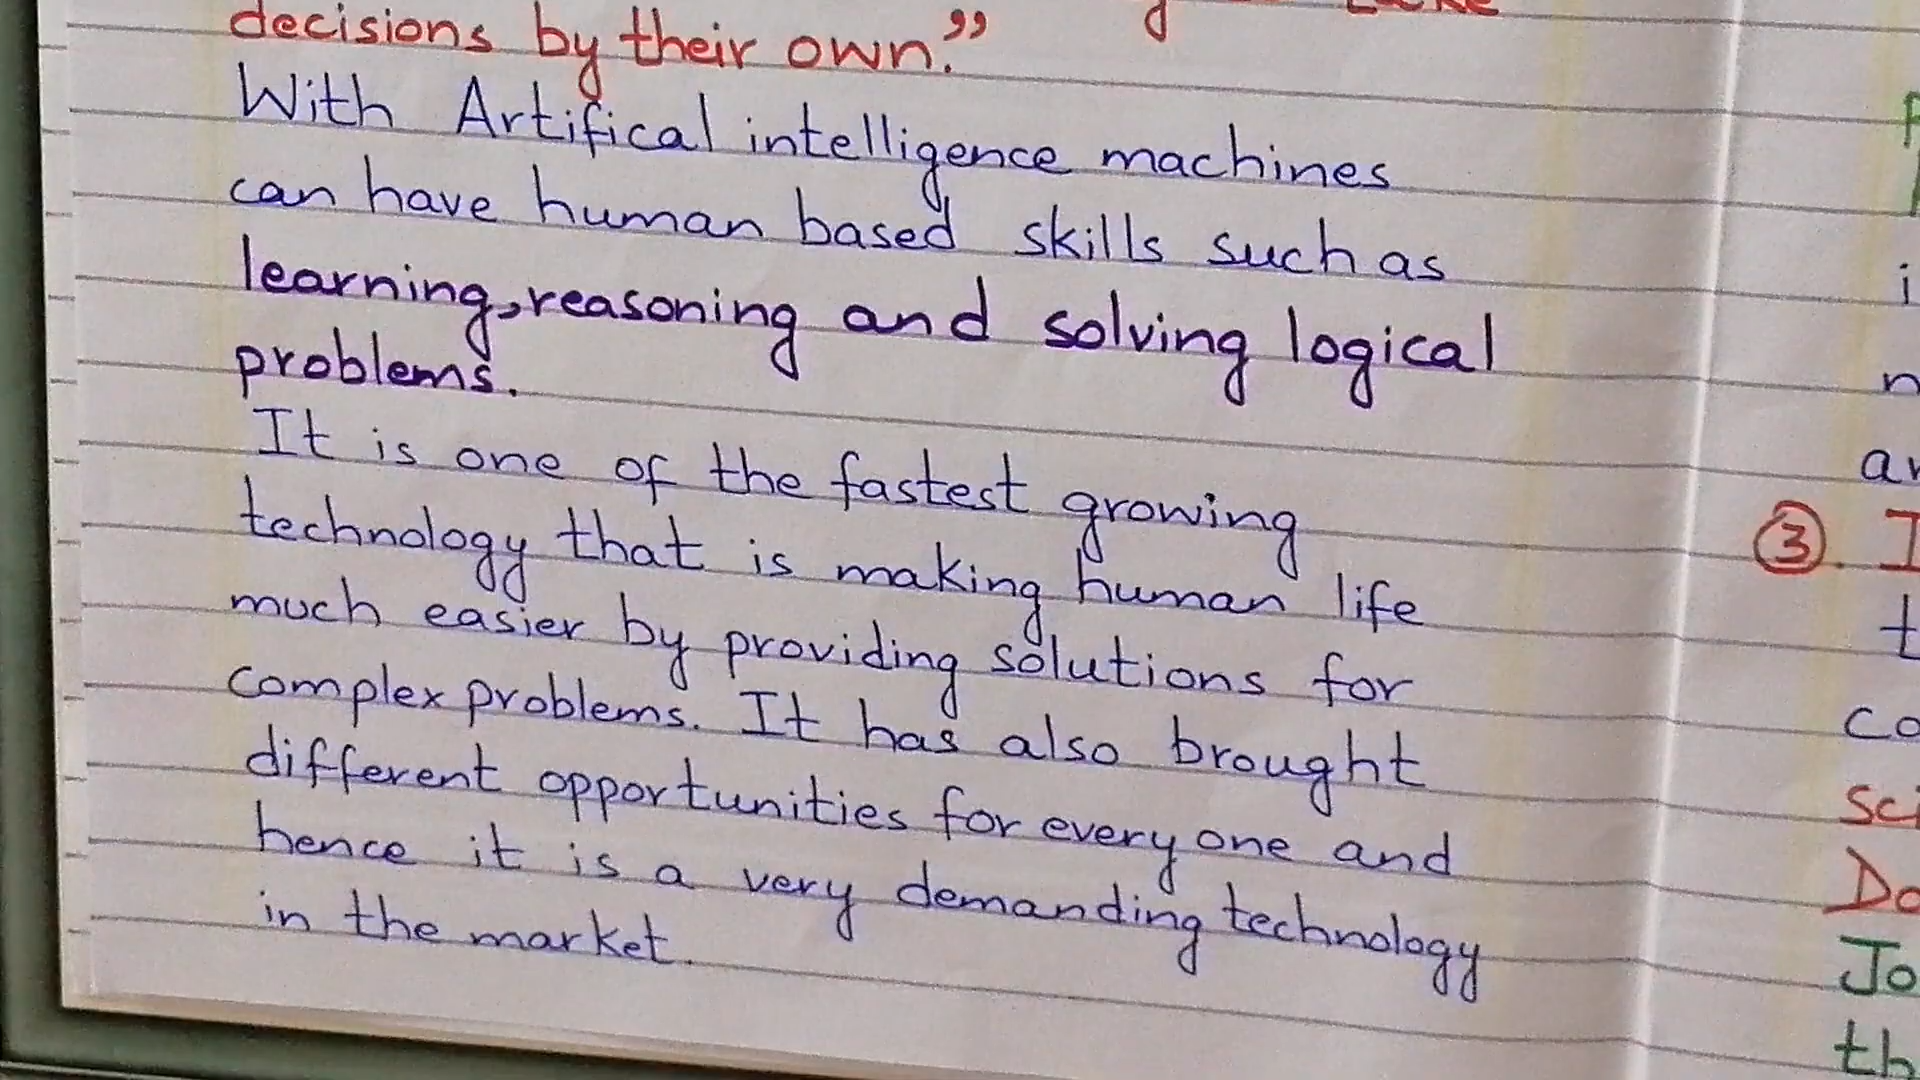 decisions by their own."
With Artifical intelligence machines
can have human based skills such as
learning, reasoning and solving logical
problems.
It is one of the fastest growing
technology that is making human life
much easier by providing solutions for
complex problems. It has also brought
different opportunities for everyone and
hence it is a very demanding technology
in the market.
3. I